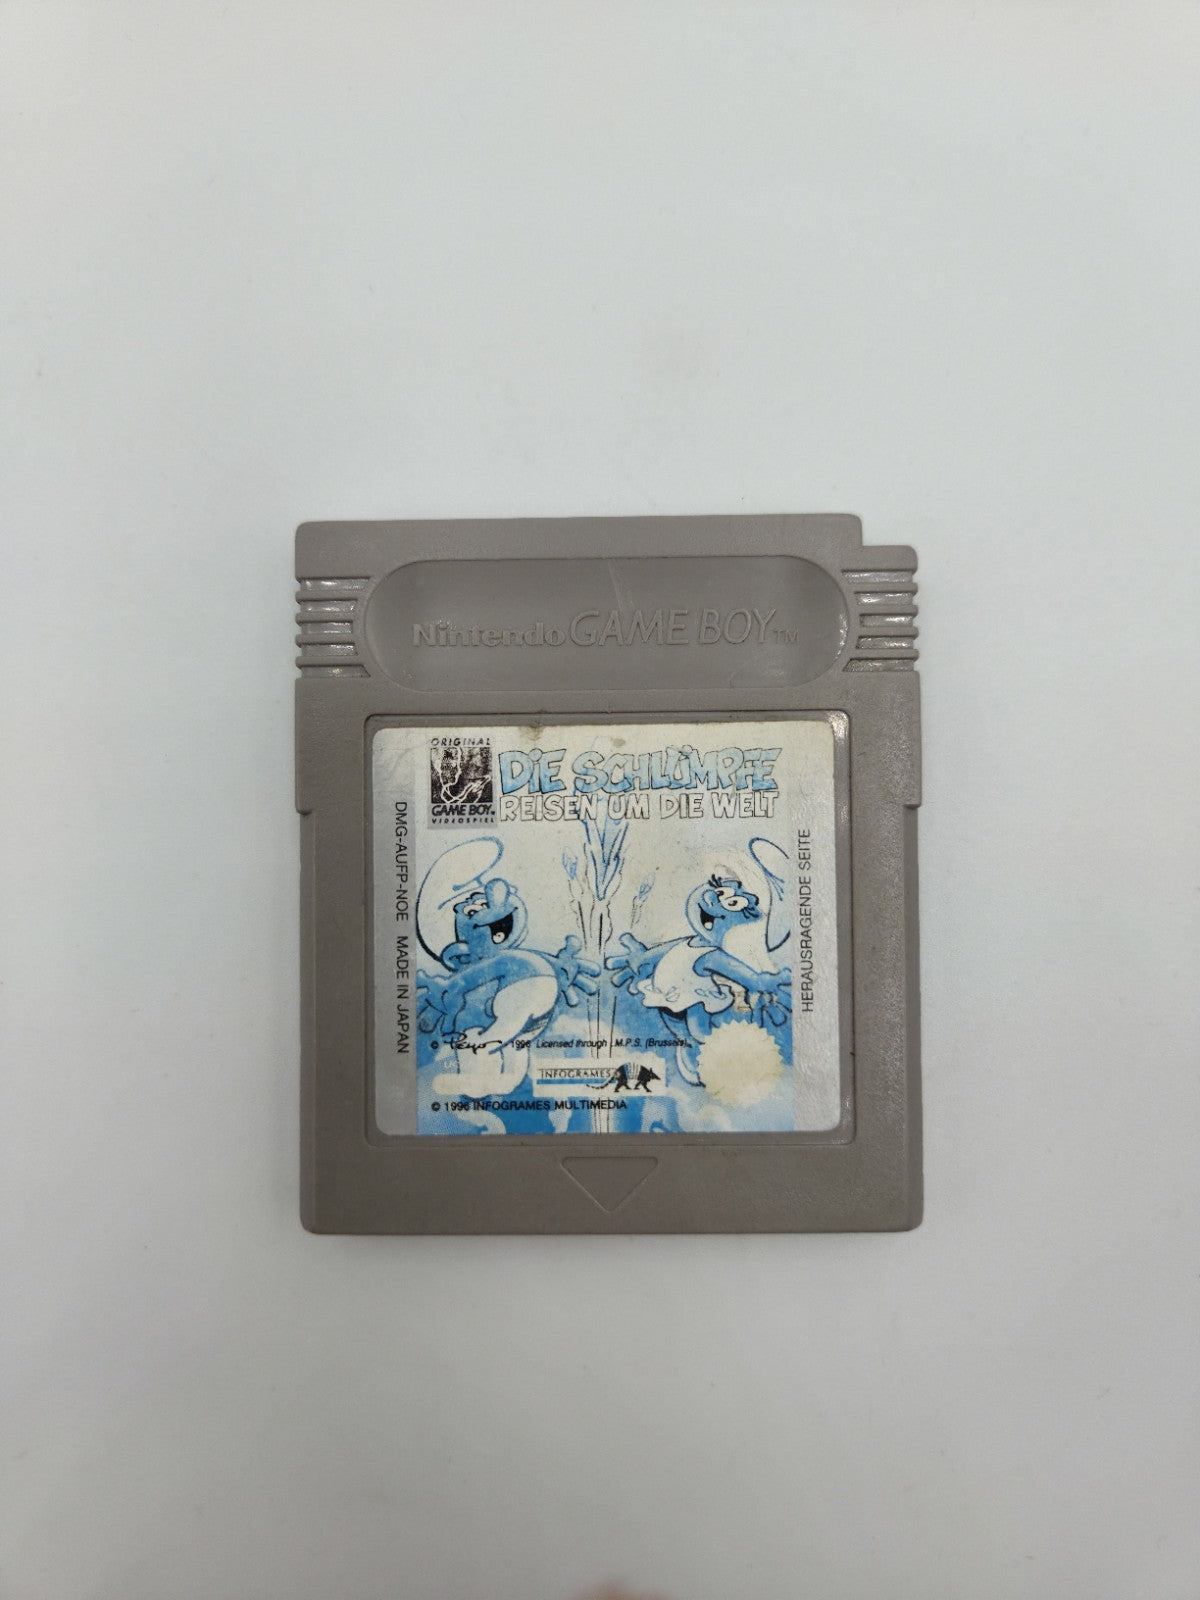 Nintendo GAME BOY TM
ORIGINAL
GAME BOY
VIDEOSPIEL
DIE SCHLÜMPFE
REISEN UM DIE WELT
DMG-AUFP-NOE MADE IN JAPAN
HERAUSRAGENDE SEITE
© Peyo 1996 Licensed through I.M.P.S. (Brussels)
INFOGRAMES
© 1996 INFOGRAMES MULTIMEDIA